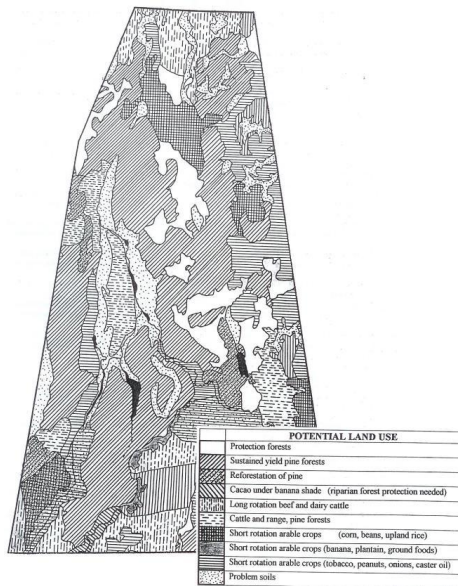 POTENTIAL LAND USE
Protection forests
Sustained yield pine forests
Reforestation of pine
Cacao under banana shade (riparian forest protection needed)
Long rotation beef and dairy cattle
Cattle and range, pine forests
Short rotation arable crops (corn, beans, upland rice)
Short rotation arable crops (banana, plantain, ground foods)
Short rotation arable crops (tobacco, peanuts, onions, caster oil)
Problem soils